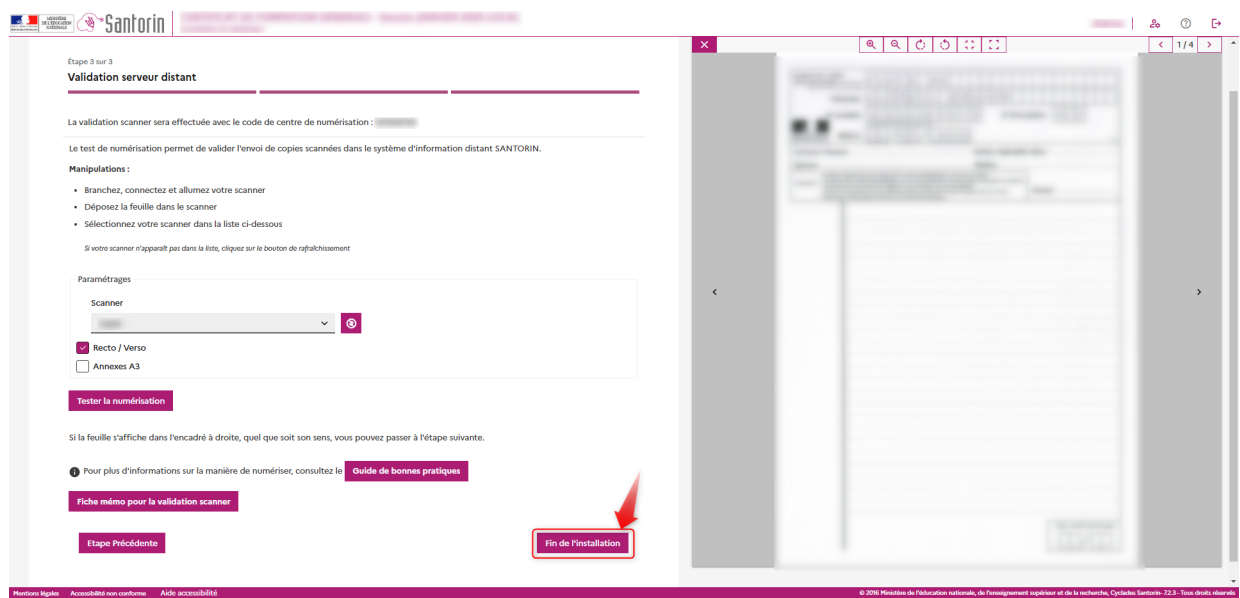 MINISTÈRE
DE L'ÉDUCATION
NATIONALE
Santorin
1 / 4
Étape 3 sur 3
Validation serveur distant
La validation scanner sera effectuée avec le code de centre de numérisation :
Le test de numérisation permet de valider l'envoi de copies scannées dans le système d'information distant SANTORIN.
Manipulations :
• Branchez, connectez et allumez votre scanner
• Déposez la feuille dans le scanner
• Sélectionnez votre scanner dans la liste ci-dessous
Si votre scanner n'apparaît pas dans la liste, cliquez sur le bouton de rafraîchissement
Paramétrages
Scanner
Recto / Verso
Annexes A3
Tester la numérisation
Si la feuille s'affiche dans l'encadré à droite, quel que soit son sens, vous pouvez passer à l'étape suivante.
Pour plus d'informations sur la manière de numériser, consultez le Guide de bonnes pratiques
Fiche mémo pour la validation scanner
Etape Précédente
Fin de l'installation
Mentions légales Accessibilité non conforme Aide accessibilité
© 2016 Ministère de l'éducation nationale, de l'enseignement supérieur et de la recherche, Cyclades Santorin- 7.2.3 - Tous droits réservés